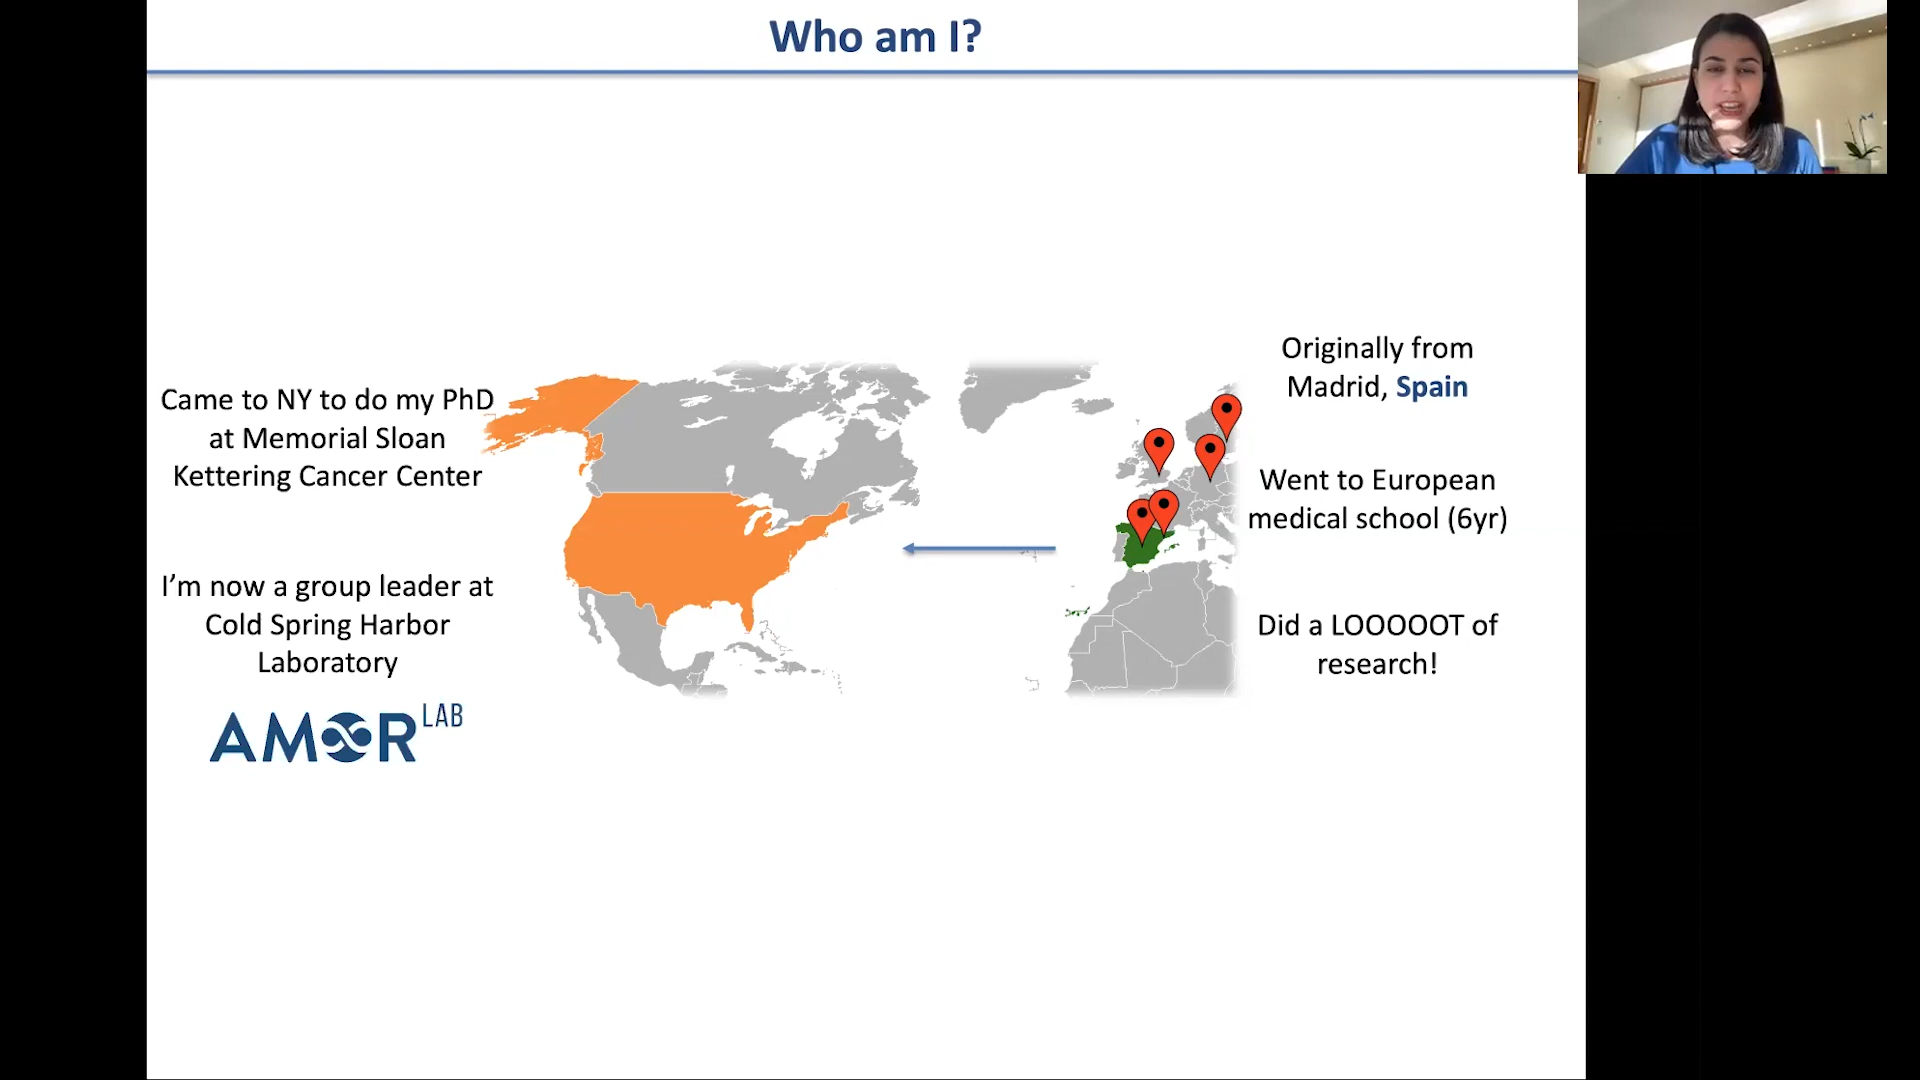 Who am I?
Came to NY to do my PhD
at Memorial Sloan
Kettering Cancer Center
I'm now a group leader at
Cold Spring Harbor
Laboratory
AMOR LAB
Originally from
Madrid, Spain
Went to European
medical school (6yr)
Did a LOOOOOT of
research!